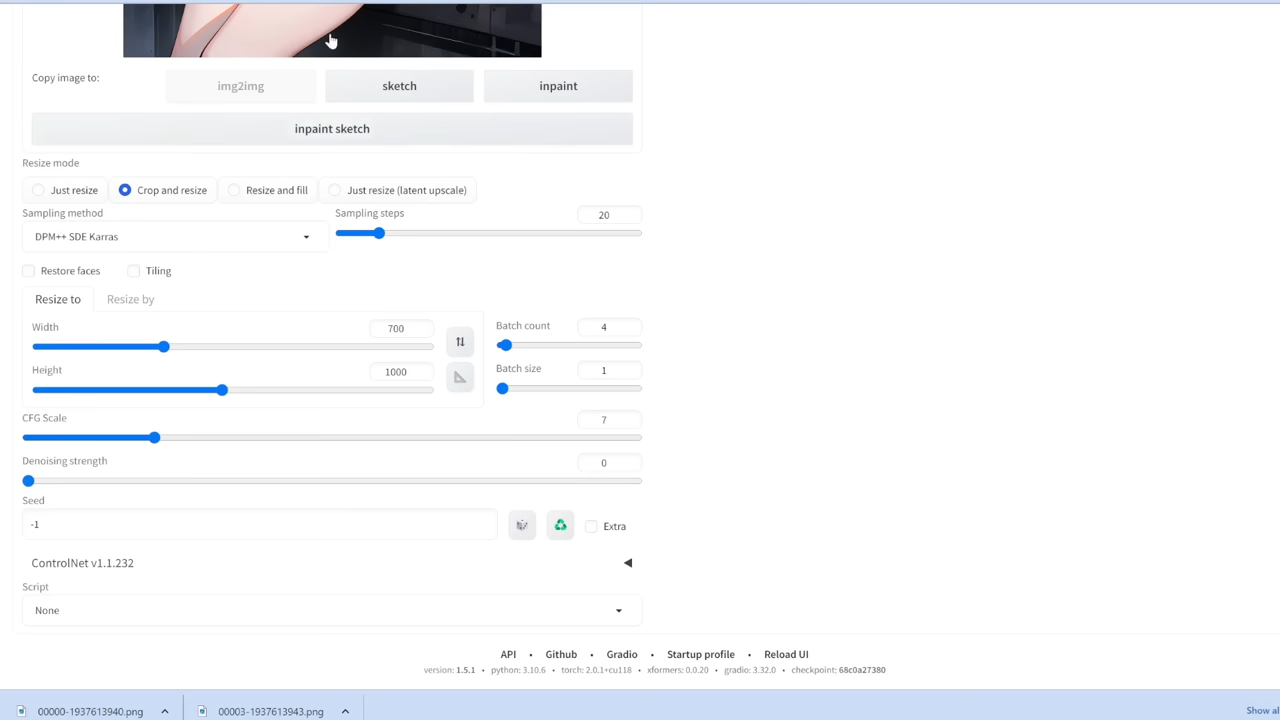 Copy image to:
img2img
sketch
inpaint
inpaint sketch
Resize mode
Just resize
Crop and resize
Resize and fill
Just resize (latent upscale)
Sampling method
Sampling steps
20
DPM++ SDE Karras
Restore faces
Tiling
Resize to
Resize by
Width
700
Batch count
4
Height
1000
Batch size
1
CFG Scale
7
Denoising strength
0
Seed
-1
Extra
ControlNet v1.1.232
Script
None
API • Github • Gradio • Startup profile • Reload UI
version: 1.5.1 • python: 3.10.6 • torch: 2.0.1+cu118 • xformers: 0.0.20 • gradio: 3.32.0 • checkpoint: 68c0a27380
00000-1937613940.png
00003-1937613943.png
Show al